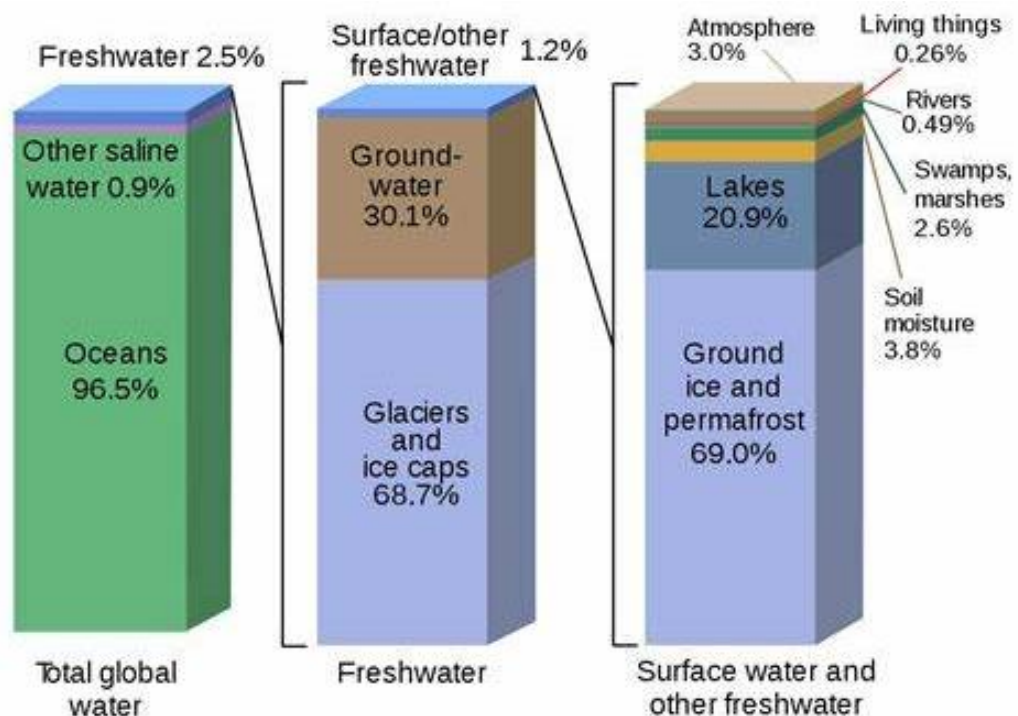 Freshwater 2.5%
Other saline
water 0.9%
Oceans
96.5%
Total global
water
Surface/other
freshwater
1.2%
Ground-
water
30.1%
Glaciers
and
ice caps
68.7%
Freshwater
Atmosphere
3.0%
Living things
0.26%
Rivers
0.49%
Swamps,
marshes
2.6%
Soil
moisture
3.8%
Lakes
20.9%
Ground
ice and
permafrost
69.0%
Surface water and
other freshwater